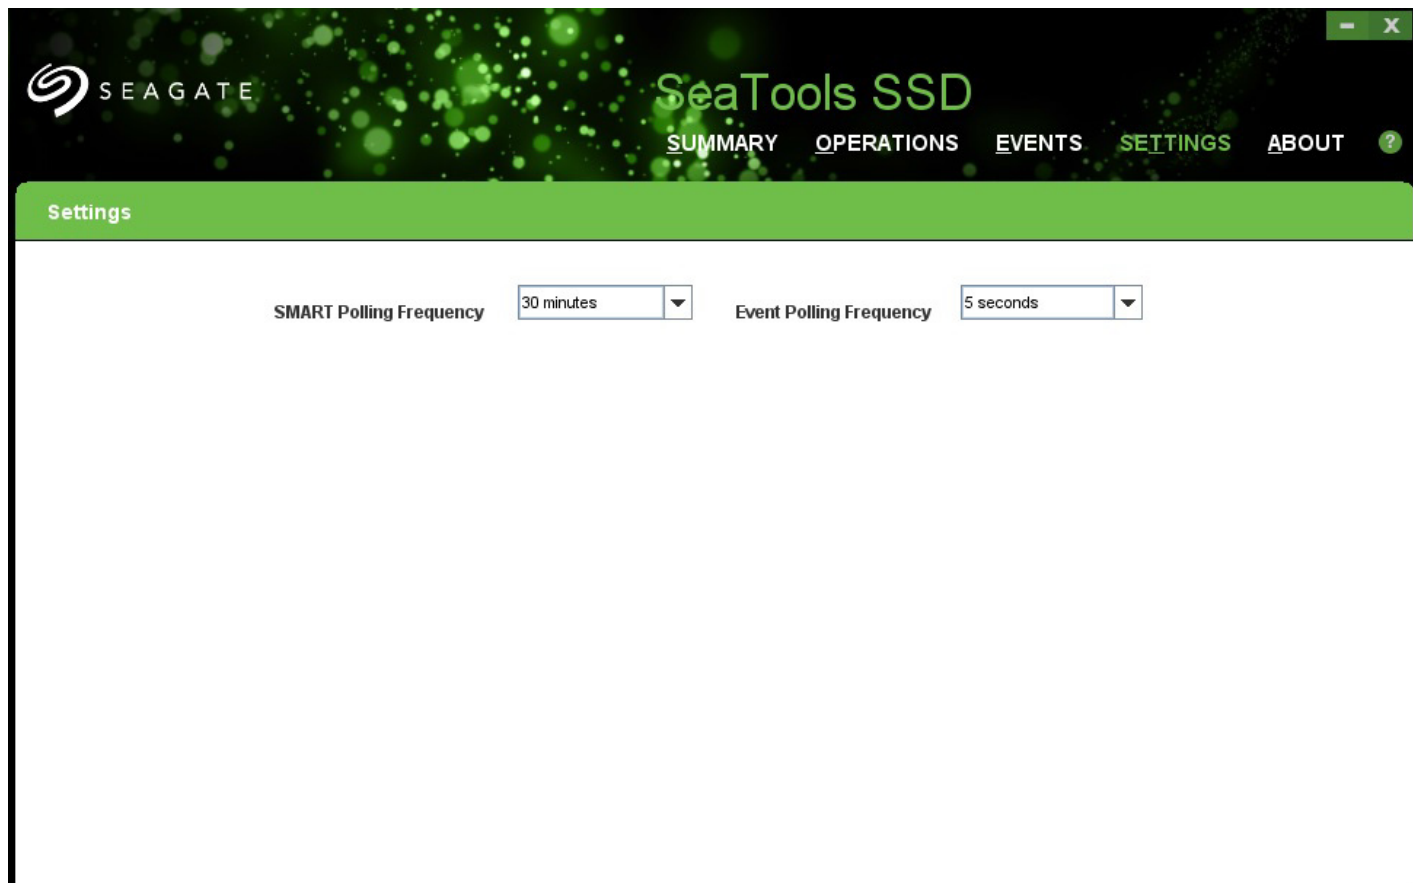 - X
SEAGATE
SeaTools SSD
SUMMARY OPERATIONS EVENTS SETTINGS ABOUT ?
Settings
SMART Polling Frequency 30 minutes Event Polling Frequency 5 seconds